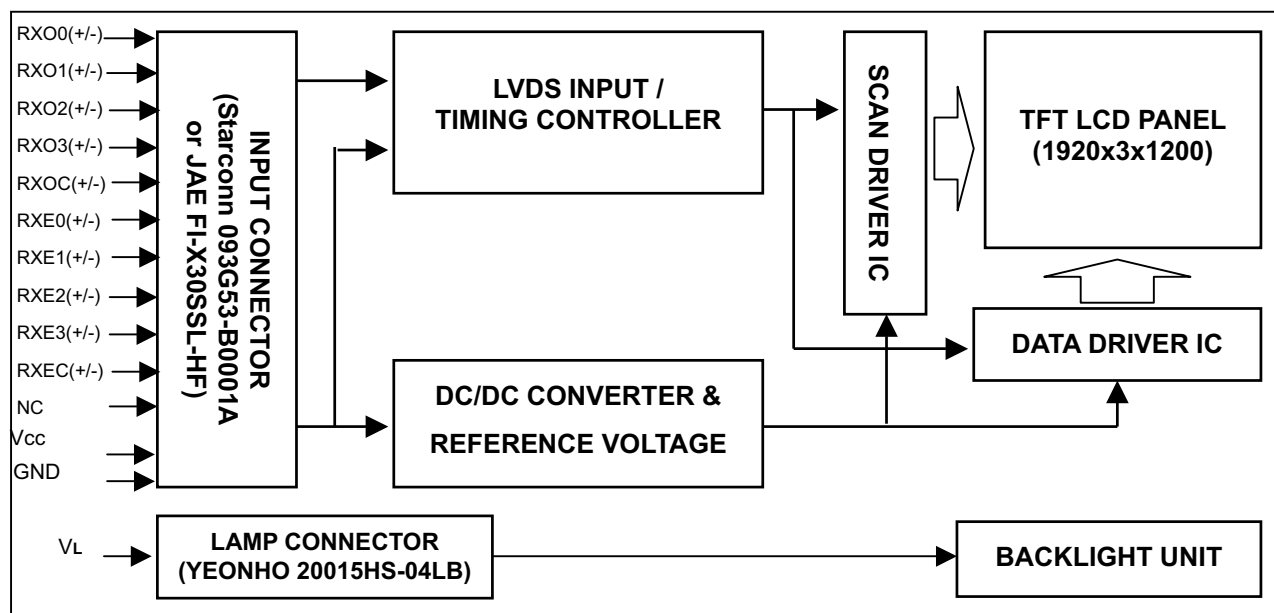 RXO0(+/-)
RXO1(+/-)
RXO2(+/-)
RXO3(+/-)
RXOC(+/-)
RXE0(+/-)
RXE1(+/-)
RXE2(+/-)
RXE3(+/-)
RXEC(+/-)
NC
Vcc
GND
VL
INPUT CONNECTOR
(Starconn 093G53-B0001A
or JAE FI-X30SSL-HF)
LVDS INPUT /
TIMING CONTROLLER
SCAN DRIVER IC
TFT LCD PANEL
(1920x3x1200)
DATA DRIVER IC
DC/DC CONVERTER &
REFERENCE VOLTAGE
LAMP CONNECTOR
(YEONHO 20015HS-04LB)
BACKLIGHT UNIT